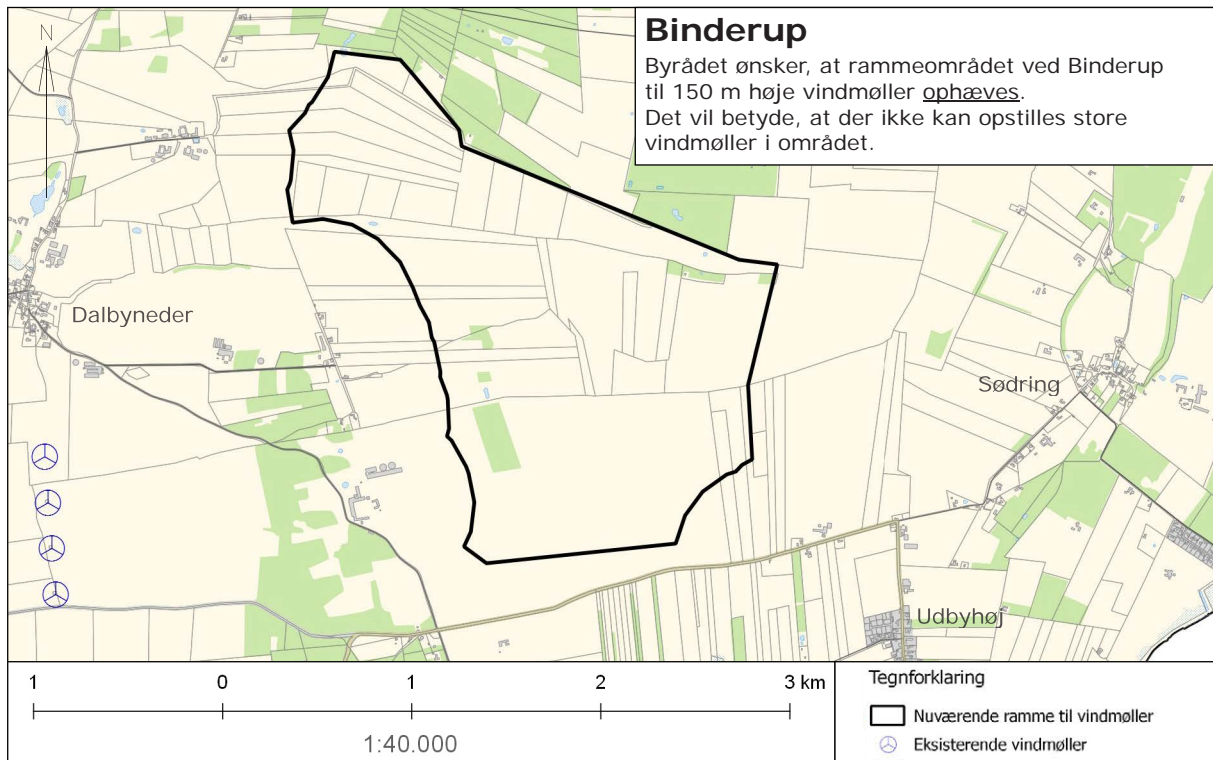 N
Binderup
Byrådet ønsker, at rammeområdet ved Binderup
til 150 m høje vindmøller ophæves.
Det vil betyde, at der ikke kan opstilles store
vindmøller i området.
Dalbyneder
Sødring
Udbyhøj
1 0 1 2 3 km
1:40.000
Tegnforklaring
Nuværende ramme til vindmøller
Eksisterende vindmøller